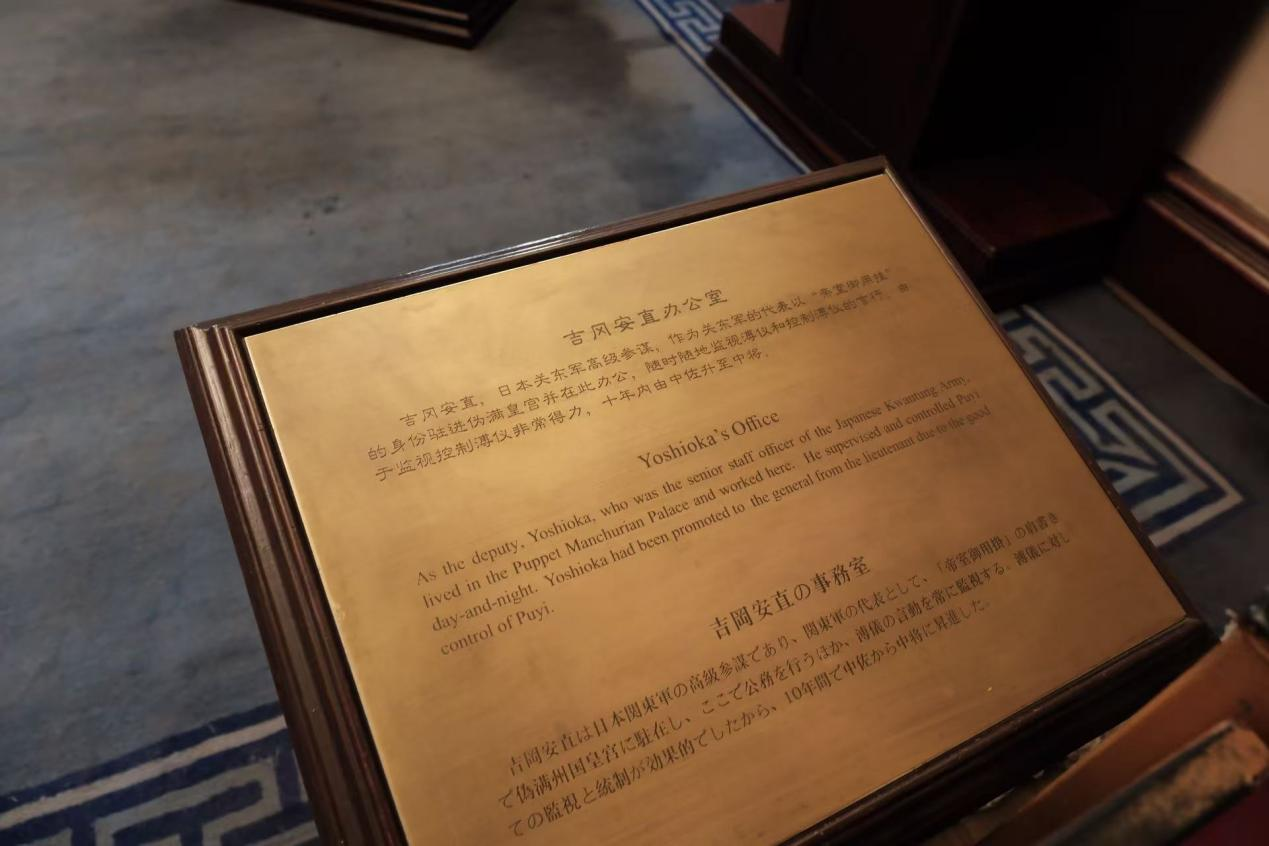 吉冈安直办公室
吉冈安直，日本关东军高级参谋，作为关东军的代表以“帝室御用挂”
的身份驻进伪满皇宫并在此办公，随时随地监视溥仪和控制溥仪的言行。由
于监视控制溥仪非常得力，十年内由中佐升至中将。
Yoshioka's Office
As the deputy, Yoshioka, who was the senior staff officer of the Japanese Kwantung Army,
lived in the Puppet Manchurian Palace and worked here. He supervised and controlled Puyi
day-and-night. Yoshioka had been promoted to the general from the lieutenant due to the good
control of Puyi.
吉岡安直の事務室
吉岡安直は日本関東軍の高級参謀であり、関東軍の代表として、「帝室御用掛」の肩書き
で偽満州国皇宮に駐在し、ここで公務を行うほか、溥儀の言動を常に監視する。溥儀に対し
ての監視と統制が効果的でしたから、10年間で中佐から中将に昇進した。